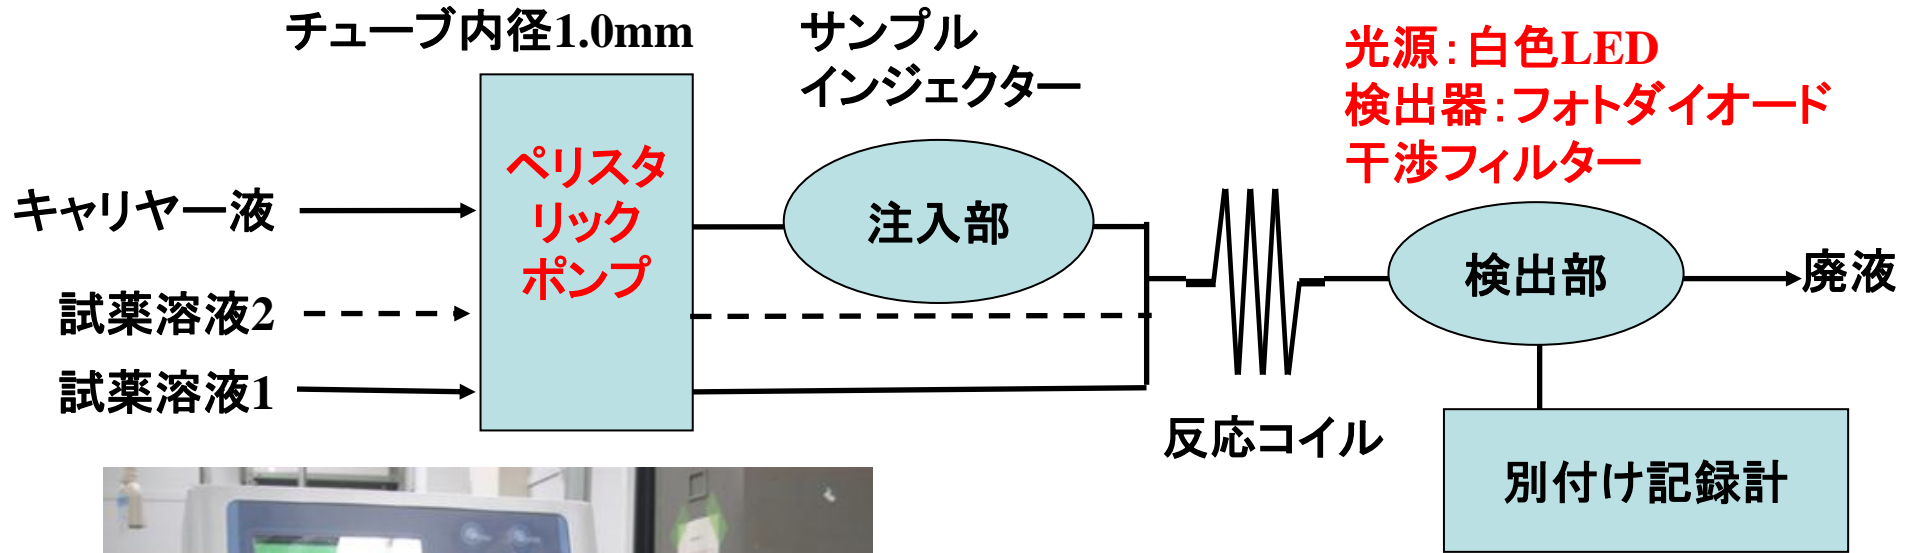 チューブ内径1.0mm
サンプル
インジェクター
光源：白色LED
検出器：フォトダイオード
干渉フィルター
ペリスタ
リック
ポンプ
キャリヤー液
注入部
検出部
廃液
試薬溶液2
試薬溶液1
反応コイル
別付け記録計